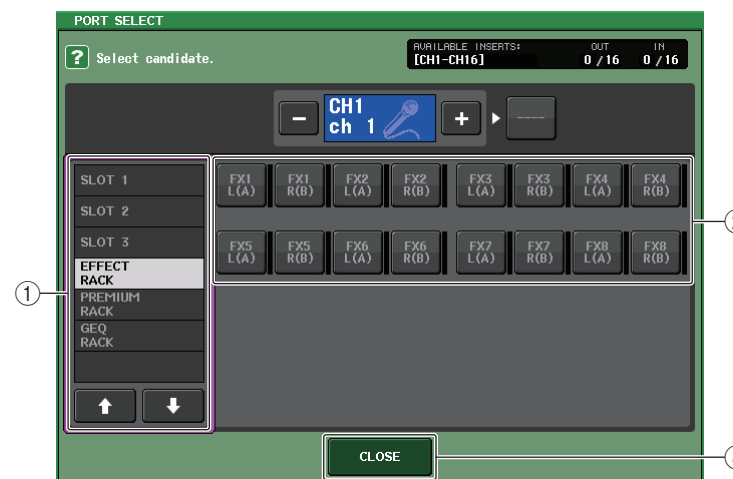 PORT SELECT
? Select candidate.
AVAILABLE INSERTS: OUT IN
[CH1-CH16] 0 /16 0 /16
CH1
ch 1
− + ----
SLOT 1
SLOT 2
SLOT 3
EFFECT
RACK
PREMIUM
RACK
GEQ
RACK
FX1 L(A)
FX1 R(B)
FX2 L(A)
FX2 R(B)
FX3 L(A)
FX3 R(B)
FX4 L(A)
FX4 R(B)
FX5 L(A)
FX5 R(B)
FX6 L(A)
FX6 R(B)
FX7 L(A)
FX7 R(B)
FX8 L(A)
FX8 R(B)
1
CLOSE